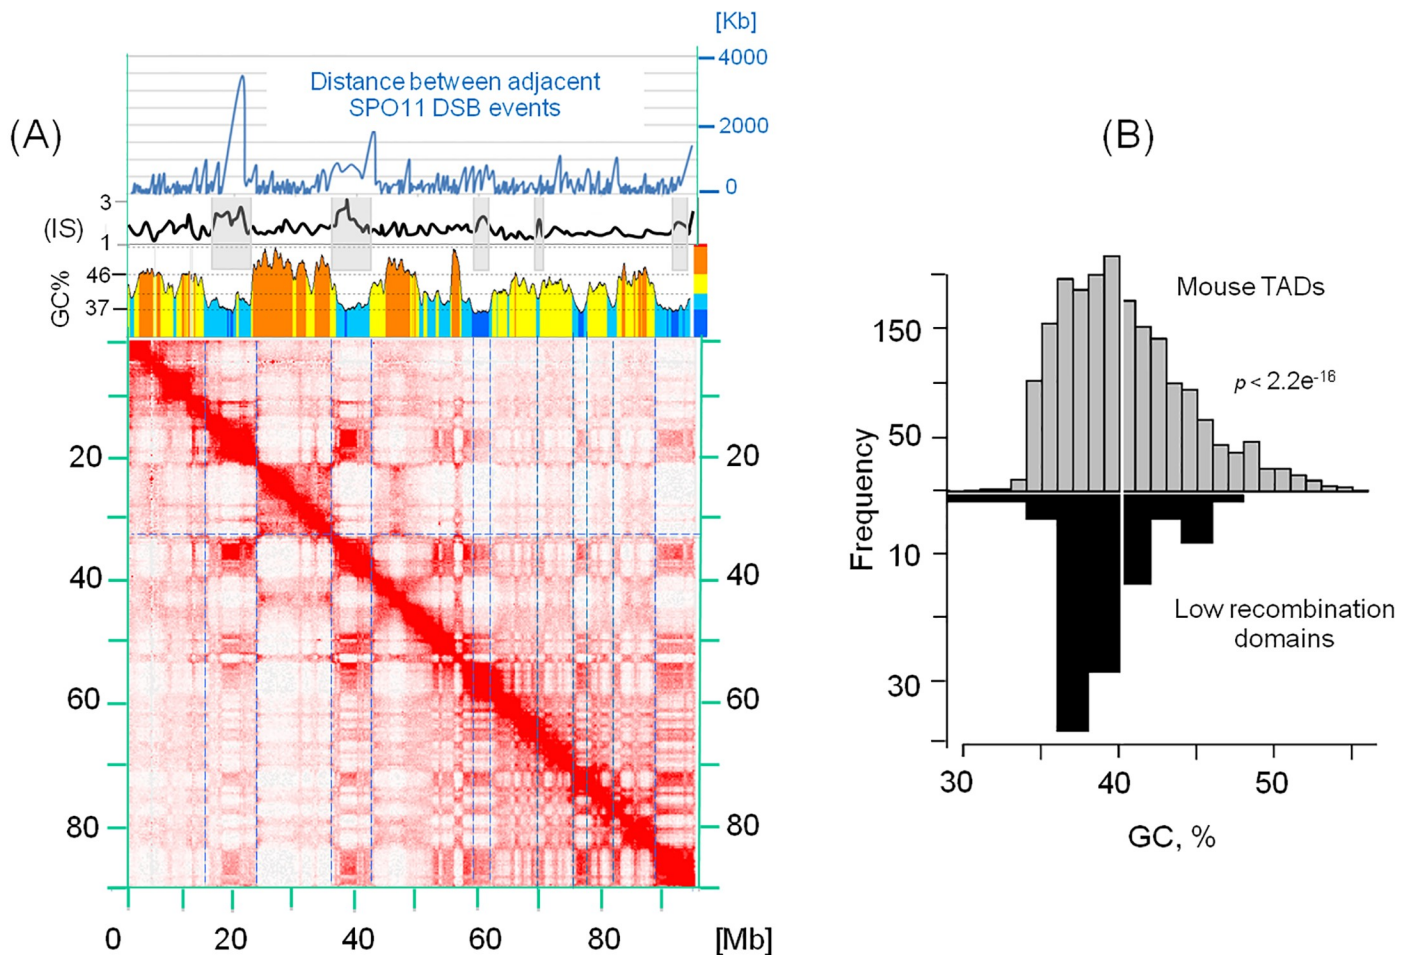 [Kb]
4000
Distance between adjacent
SPO11 DSB events
(A)
2000
0
(B)
3
(IS)
1
46
GC%
37
Mouse TADs
p < 2.2e-16
150
50
Frequency
10
30
Low recombination
domains
20
20
40
40
60
60
80
80
0 20 40 60 80 [Mb]
30 40 50
GC, %